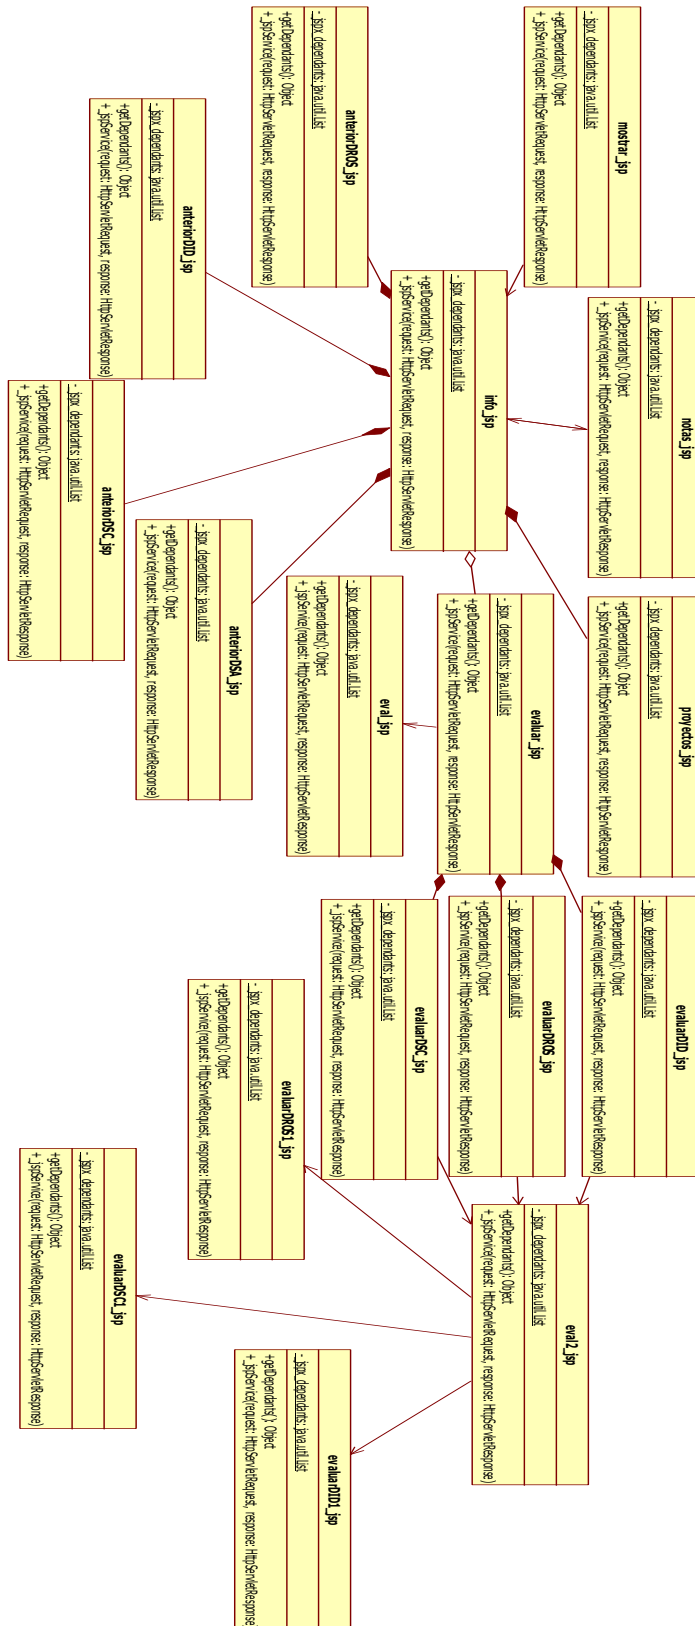 mostrar_jsp
- _jspx_dependants: java.util.List
+getDependants(): Object
+ _jspService(request: HttpServletRequest, response: HttpServletResponse)
anteriorDROS_jsp
- _jspx_dependants: java.util.List
+getDependants(): Object
+ _jspService(request: HttpServletRequest, response: HttpServletResponse)
anteriorDID_jsp
- _jspx_dependants: java.util.List
+getDependants(): Object
+ _jspService(request: HttpServletRequest, response: HttpServletResponse)
notas_jsp
- _jspx_dependants: java.util.List
+getDependants(): Object
+ _jspService(request: HttpServletRequest, response: HttpServletResponse)
info_jsp
- _jspx_dependants: java.util.List
+getDependants(): Object
+ _jspService(request: HttpServletRequest, response: HttpServletResponse)
anteriorDSC_jsp
- _jspx_dependants: java.util.List
+getDependants(): Object
+ _jspService(request: HttpServletRequest, response: HttpServletResponse)
anteriorDSA_jsp
- _jspx_dependants: java.util.List
+getDependants(): Object
+ _jspService(request: HttpServletRequest, response: HttpServletResponse)
proyectos_jsp
- _jspx_dependants: java.util.List
+getDependants(): Object
+ _jspService(request: HttpServletRequest, response: HttpServletResponse)
evaluar_jsp
- _jspx_dependants: java.util.List
+getDependants(): Object
+ _jspService(request: HttpServletRequest, response: HttpServletResponse)
eval_jsp
- _jspx_dependants: java.util.List
+getDependants(): Object
+ _jspService(request: HttpServletRequest, response: HttpServletResponse)
evaluarDID_jsp
- _jspx_dependants: java.util.List
+getDependants(): Object
+ _jspService(request: HttpServletRequest, response: HttpServletResponse)
evaluarDROS_jsp
- _jspx_dependants: java.util.List
+getDependants(): Object
+ _jspService(request: HttpServletRequest, response: HttpServletResponse)
evaluarDSC_jsp
- _jspx_dependants: java.util.List
+getDependants(): Object
+ _jspService(request: HttpServletRequest, response: HttpServletResponse)
evaluarDROS1_jsp
- _jspx_dependants: java.util.List
+getDependants(): Object
+ _jspService(request: HttpServletRequest, response: HttpServletResponse)
eval2_jsp
- _jspx_dependants: java.util.List
+getDependants(): Object
+ _jspService(request: HttpServletRequest, response: HttpServletResponse)
evaluarDSC1_jsp
- _jspx_dependants: java.util.List
+getDependants(): Object
+ _jspService(request: HttpServletRequest, response: HttpServletResponse)
evaluarDID1_jsp
- _jspx_dependants: java.util.List
+getDependants(): Object
+ _jspService(request: HttpServletRequest, response: HttpServletResponse)